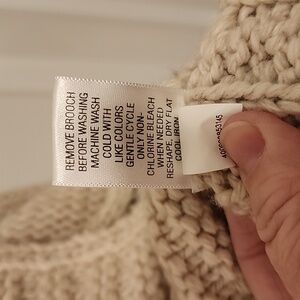 REMOVE BROOCH
BEFORE WASHING
MACHINE WASH
COLD WITH
LIKE COLORS
GENTLE CYCLE
ONLY NON-
CHLORINE BLEACH
WHEN NEEDED
RESHAPE, DRY FLAT
COOL IRON